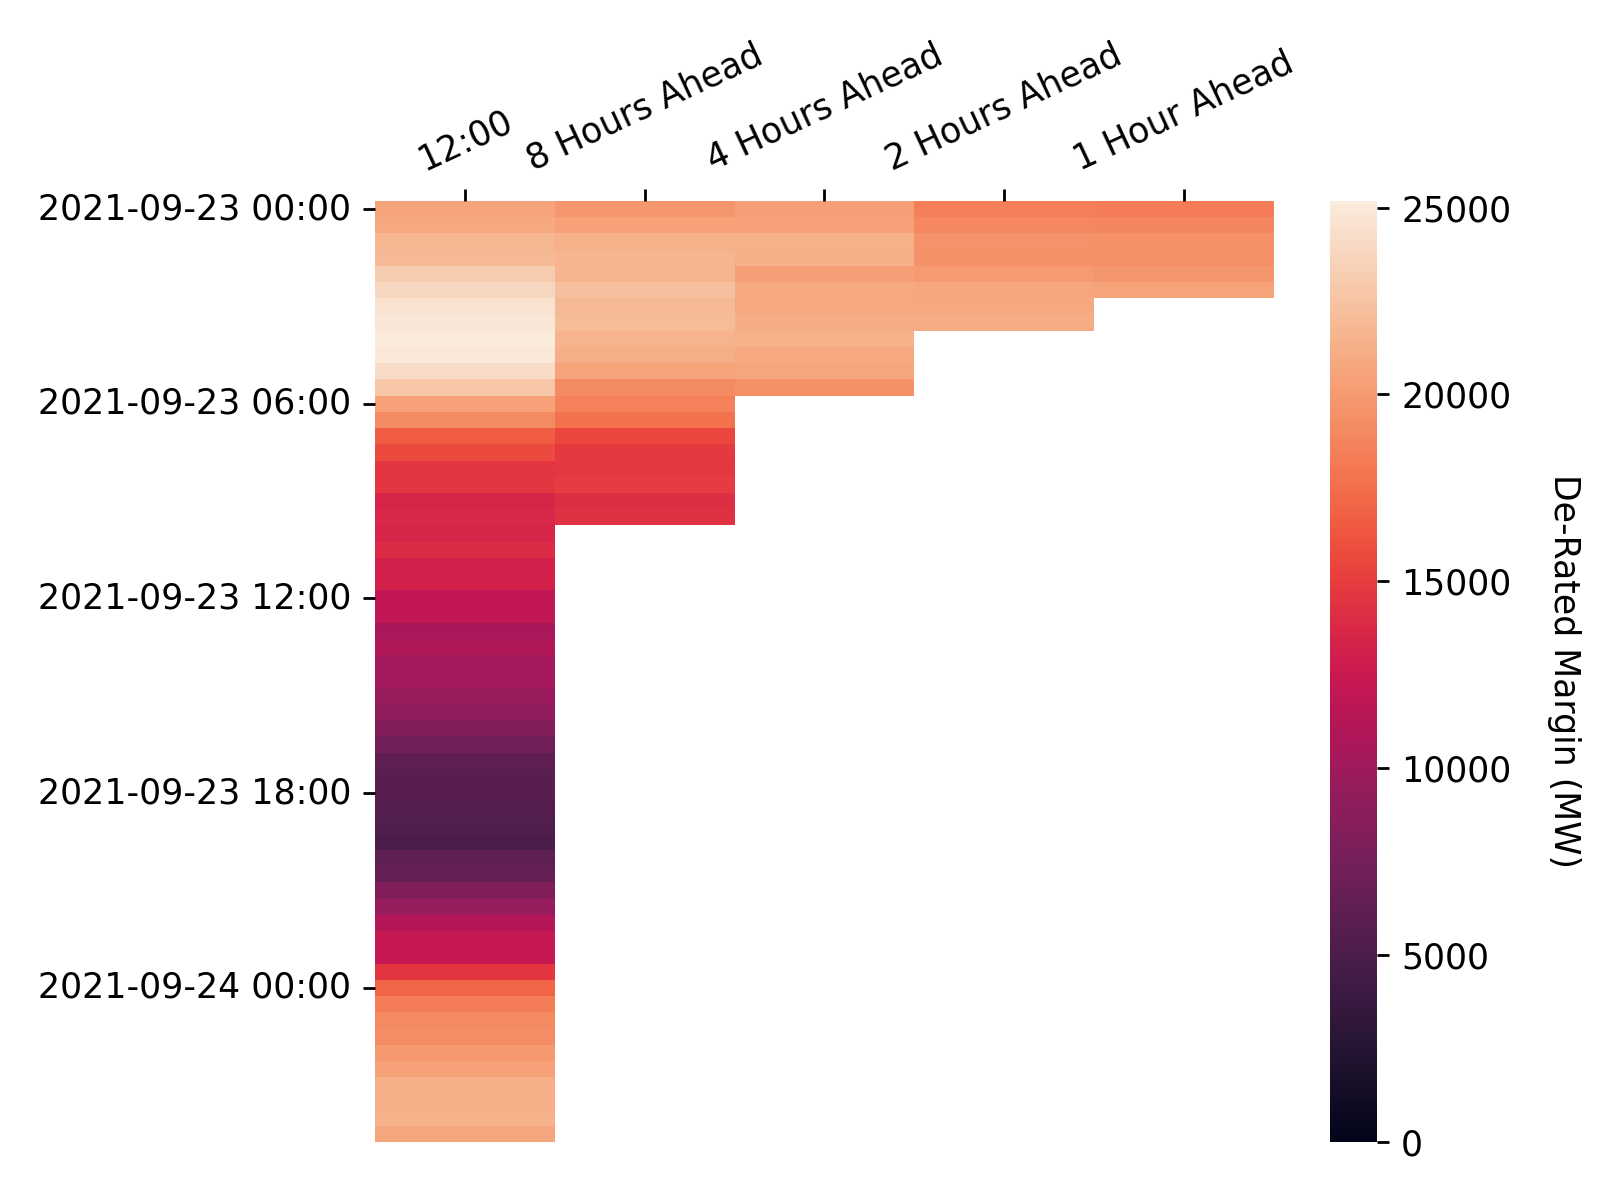 12:00
8 Hours Ahead
4 Hours Ahead
2 Hours Ahead
1 Hour Ahead
2021-09-23 00:00
2021-09-23 06:00
2021-09-23 12:00
2021-09-23 18:00
2021-09-24 00:00
25000
20000
15000
10000
5000
0
De-Rated Margin (MW)